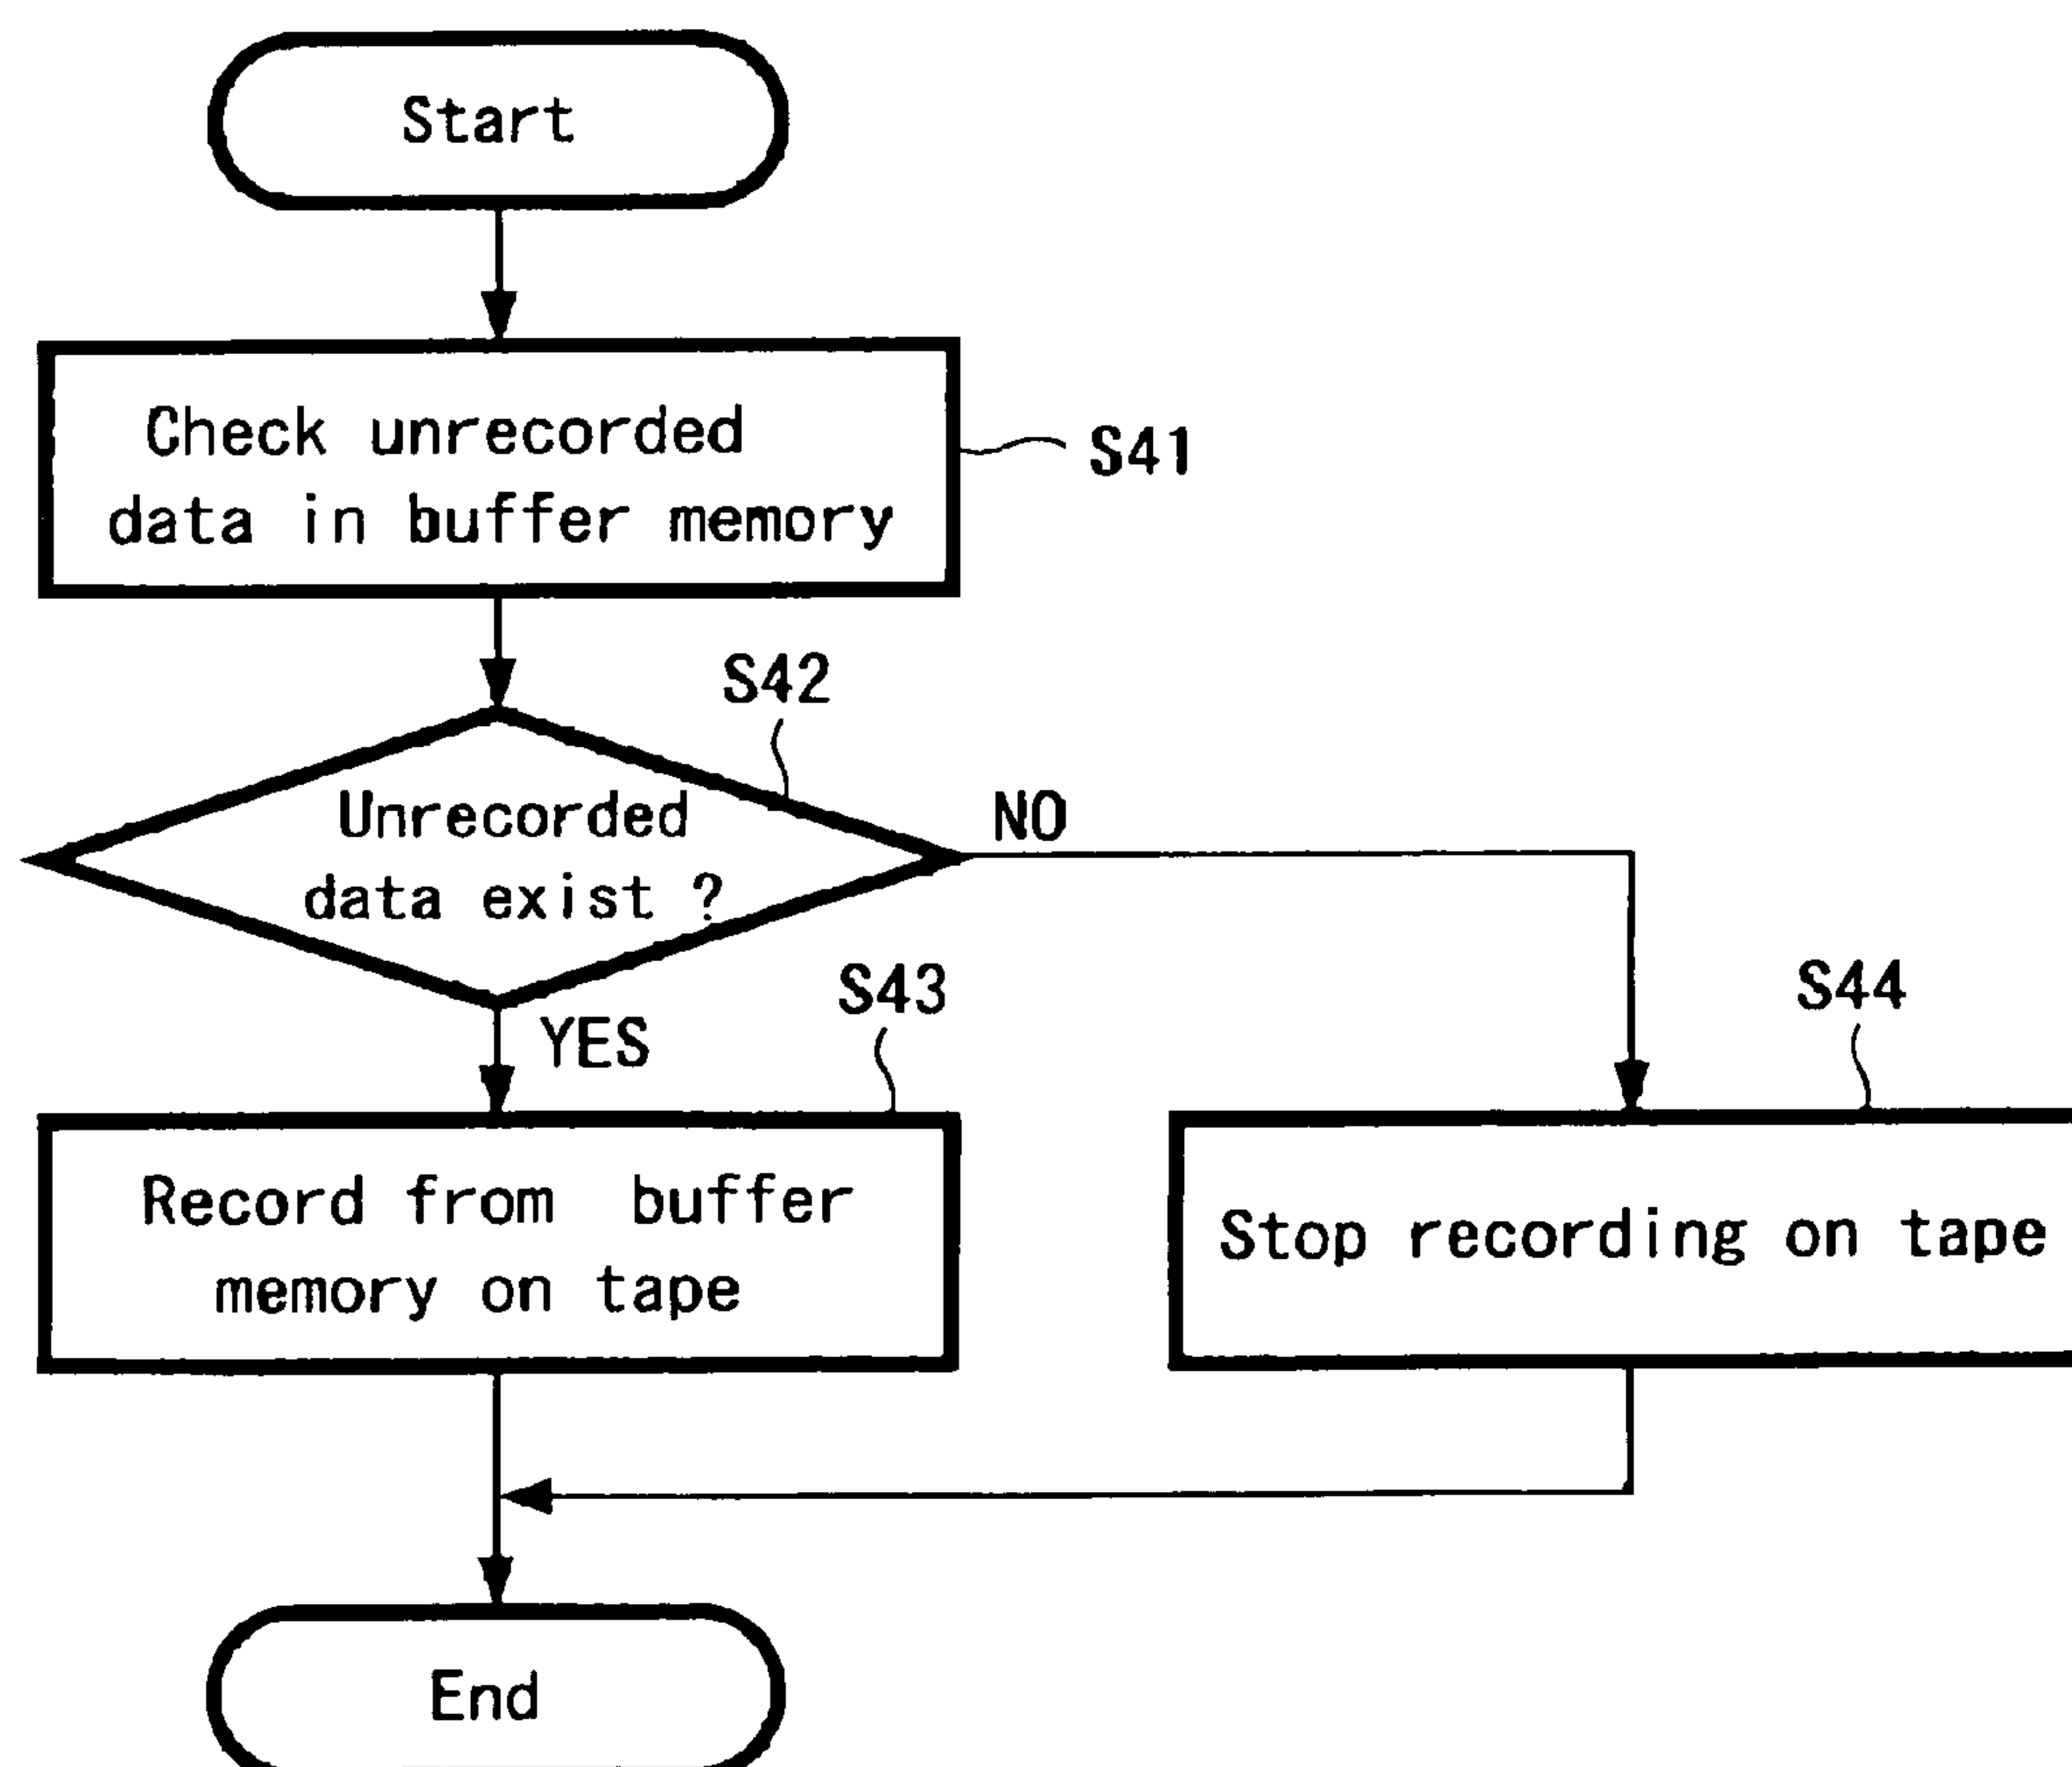 Start
Check unrecorded
data in buffer memory
S41
S42
Unrecorded
data exist ?
NO
YES
S43
S44
Record from buffer
memory on tape
Stop recording on tape
End